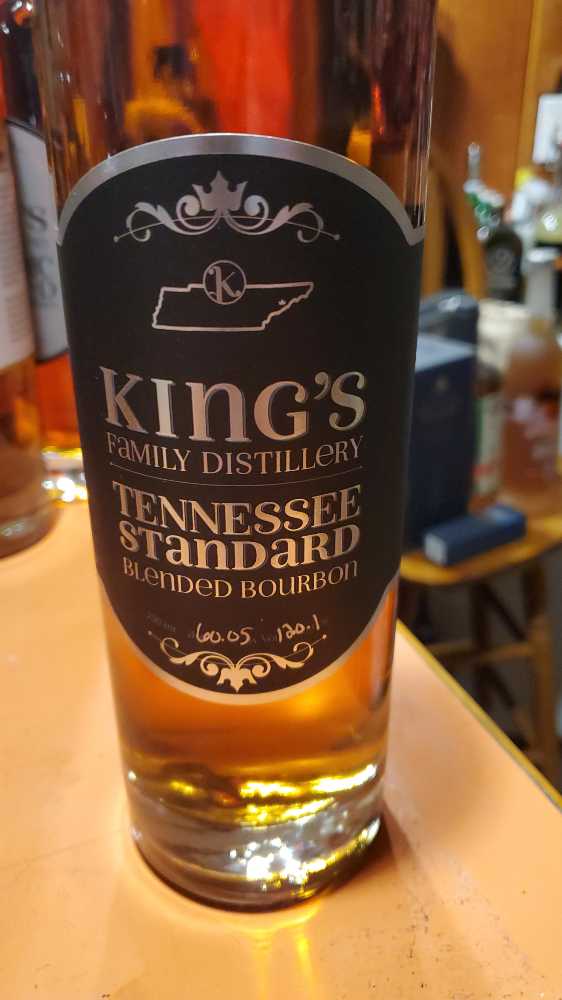 K
KING'S
FAMILY DISTILLERY
TENNESSEE
STANDARD
BLENDED BOURBON
60.05 120.1